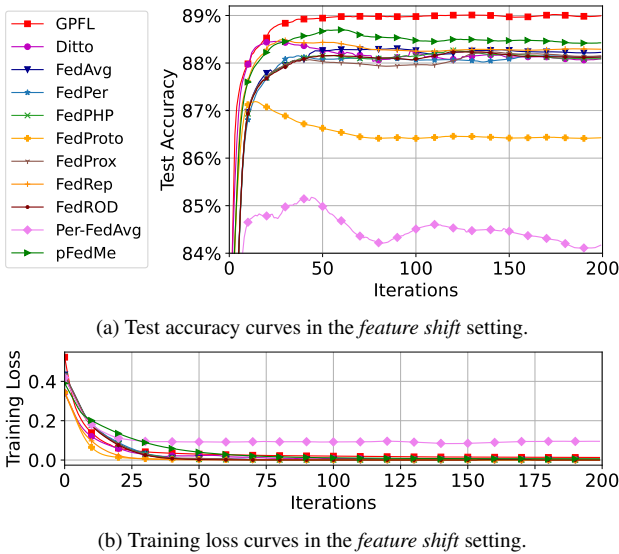 GPFL
Ditto
FedAvg
FedPer
FedPHP
FedProto
FedProx
FedRep
FedROD
Per-FedAvg
pFedMe
Test Accuracy
89%
88%
87%
86%
85%
84%
0 50 100 150 200
Iterations
(a) Test accuracy curves in the feature shift setting.
Training Loss
0.4
0.2
0.0
0 25 50 75 100 125 150 175 200
Iterations
(b) Training loss curves in the feature shift setting.